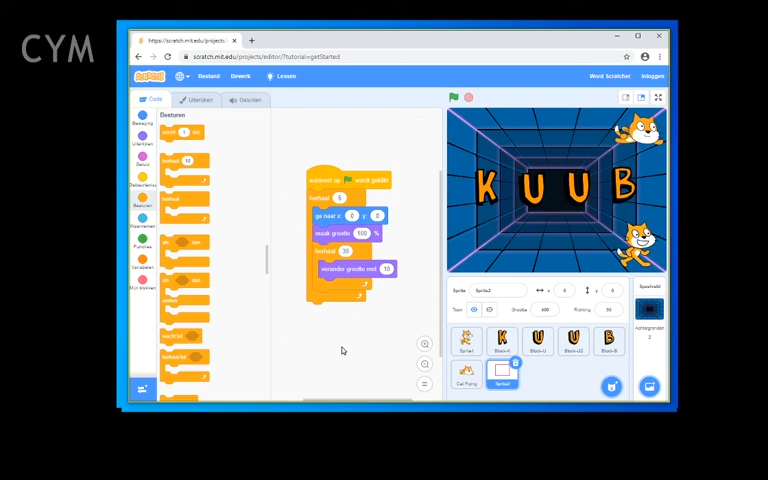 CYM
https://scratch.mit.edu/projects/
scratch.mit.edu/projects/editor/?tutorial=getStarted
SCRATCH
Bestand
Bewerk
Lessen
Word Scratcher
Inloggen
Code
Uiterlijken
Geluiden
Besturen
Beweging
Uiterlijken
Geluid
Gebeurtenis
Besturen
Waarnemen
Functies
Variabelen
Mijn blokken
wacht 1 sec
herhaal 10
herhaal
als dan
als dan
anders
wacht tot
herhaal tot
wanneer op wordt geklikt
herhaal 5
ga naar x: 0 y: 0
maak grootte 100 %
herhaal 30
verander grootte met 10
K U U B
Sprite Sprite2 x 0 y 0
Toon Grootte 400 Richting 90
Speelveld
Achtergronden
2
Sprite1
Block-K
Block-U
Block-U2
Block-B
Cat Flying
Sprite2